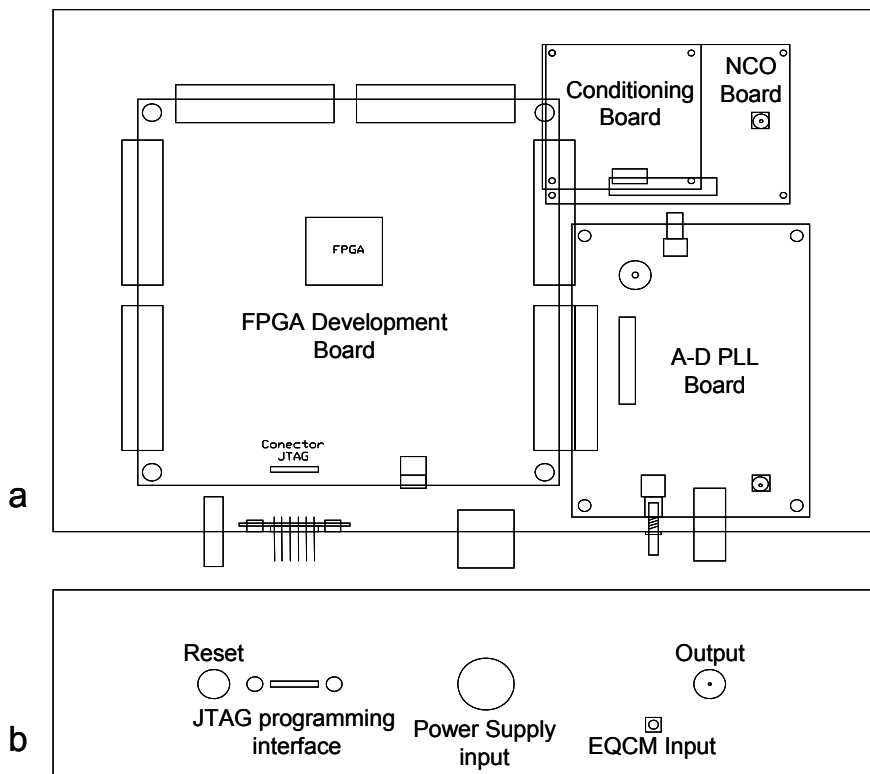 Conditioning
Board
NCO
Board
FPGA
FPGA Development
Board
A-D PLL
Board
Conector
JTAG
a
Reset
JTAG programming
interface
Power Supply
input
Output
EQCM Input
b